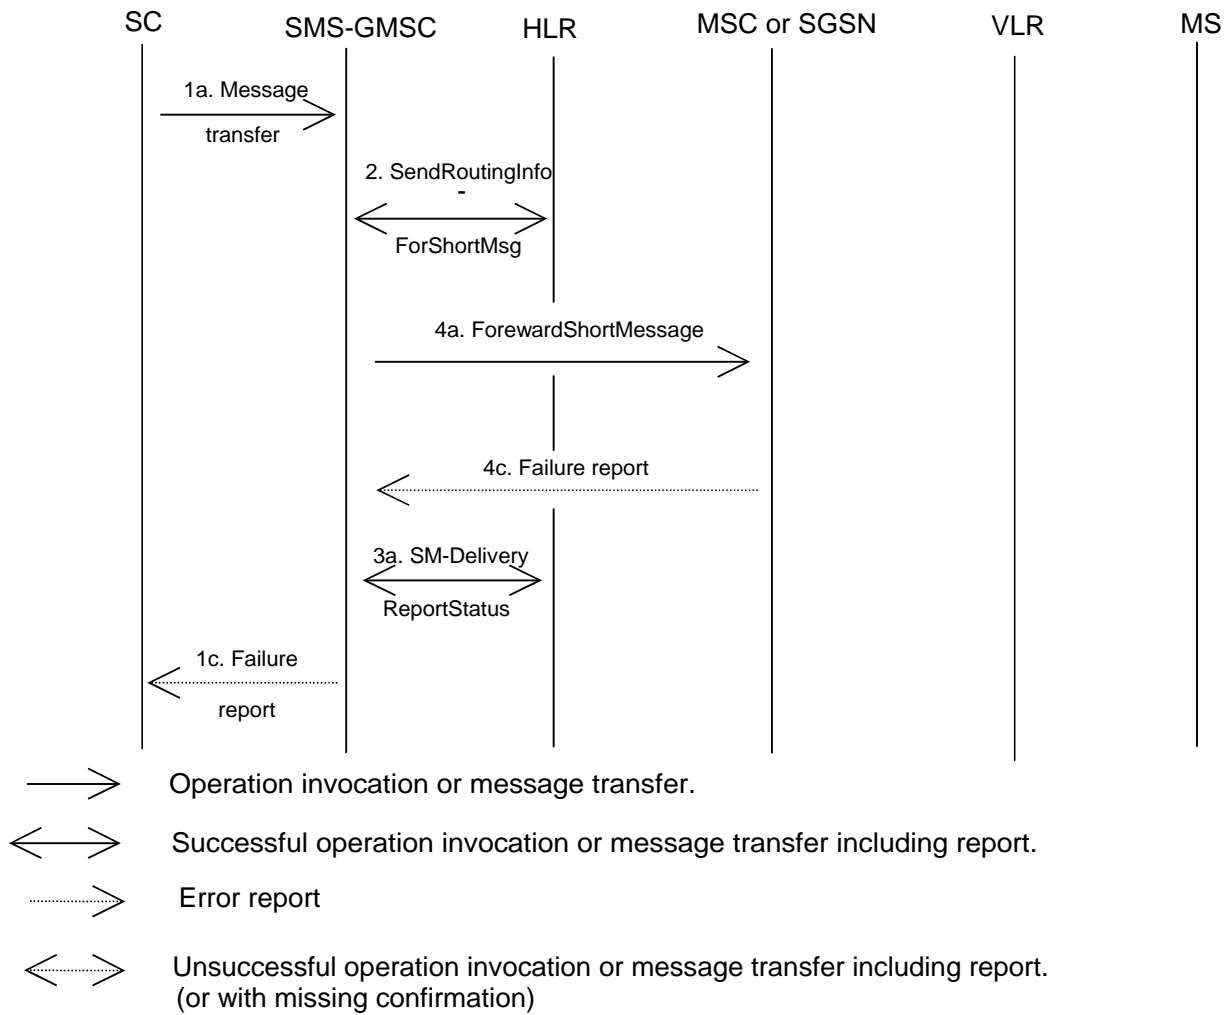 SC SMS-GMSC HLR MSC or SGSN VLR MS
1a. Message
transfer
2. SendRoutingInfo
-
ForShortMsg
4a. ForewardShortMessage
4c. Failure report
3a. SM-Delivery
ReportStatus
1c. Failure
report
Operation invocation or message transfer.
Successful operation invocation or message transfer including report.
Error report
Unsuccessful operation invocation or message transfer including report.
(or with missing confirmation)